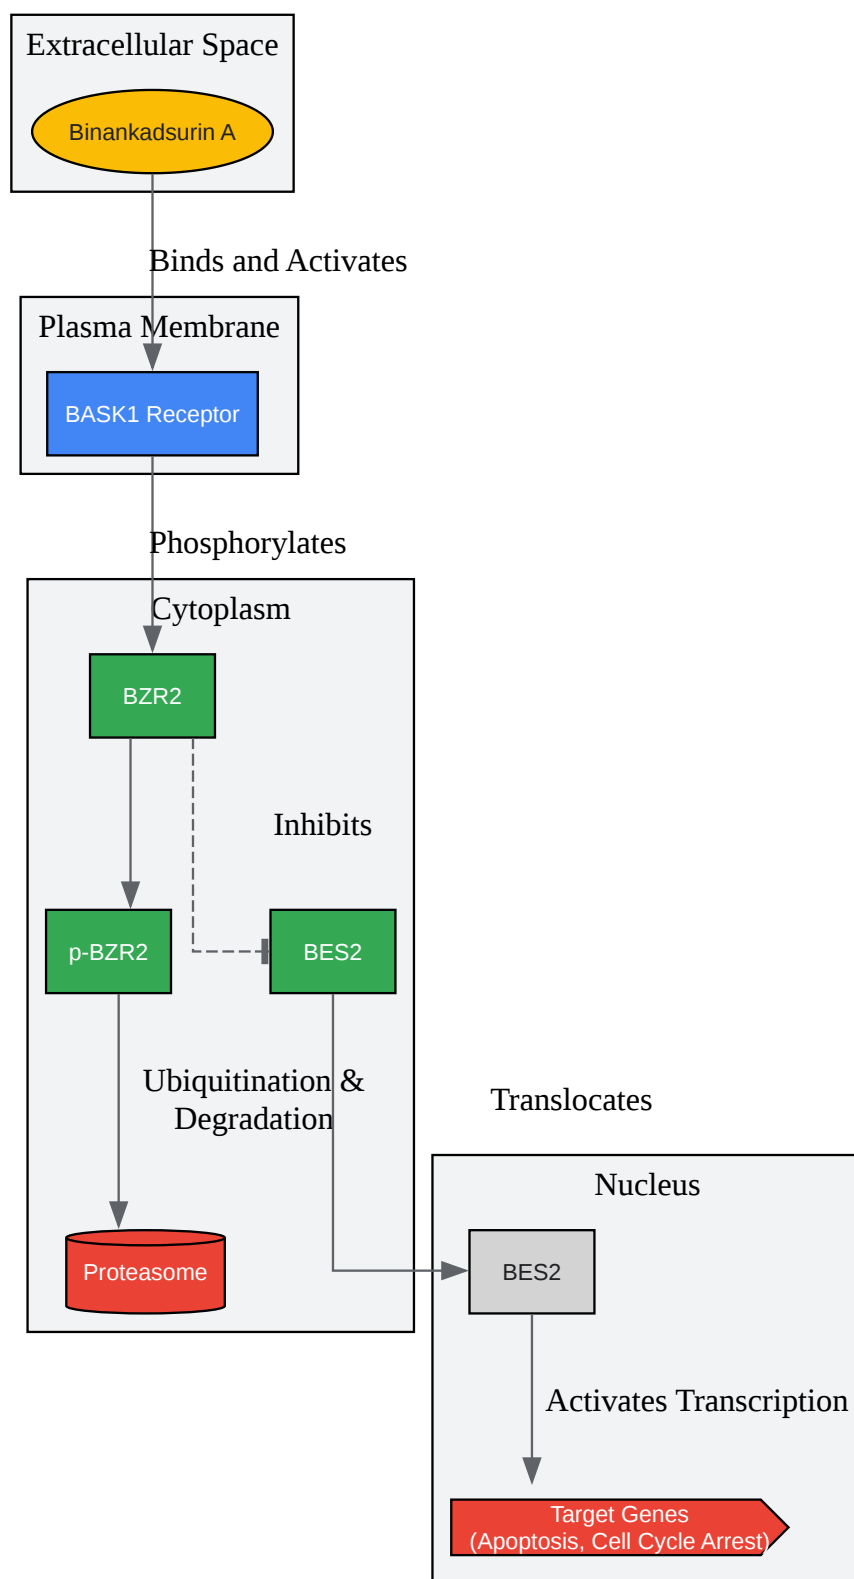 Extracellular Space
Binankadsurin A
Binds and Activates
Plasma Membrane
BASK1 Receptor
Phosphorylates
Cytoplasm
BZR2
Inhibits
p-BZR2
BES2
Ubiquitination &
Degradation
Translocates
Nucleus
Proteasome
BES2
Activates Transcription
Target Genes
(Apoptosis, Cell Cycle Arrest)